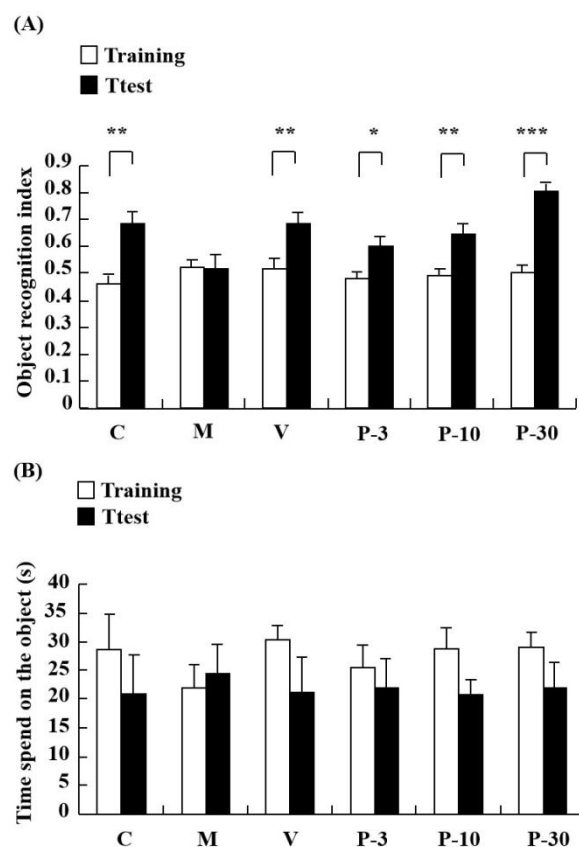 (A)
Training
Ttest
** ** * ** ***
Object recognition index
0.9
0.8
0.7
0.6
0.5
0.4
0.3
0.2
0.1
0
C M V P-3 P-10 P-30
(B)
Training
Ttest
Time spend on the object (s)
40
35
30
25
20
15
10
5
0
C M V P-3 P-10 P-30